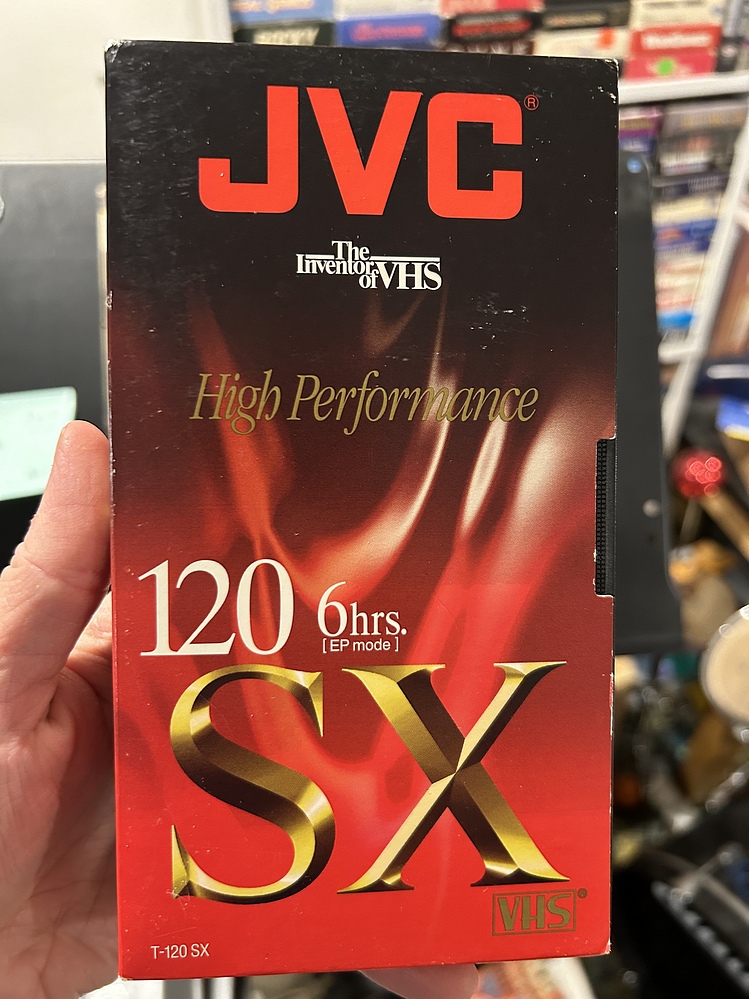 JVC®
The
Inventor
of VHS
High Performance
120 6hrs.
[EP mode]
SX
VHS
T-120 SX